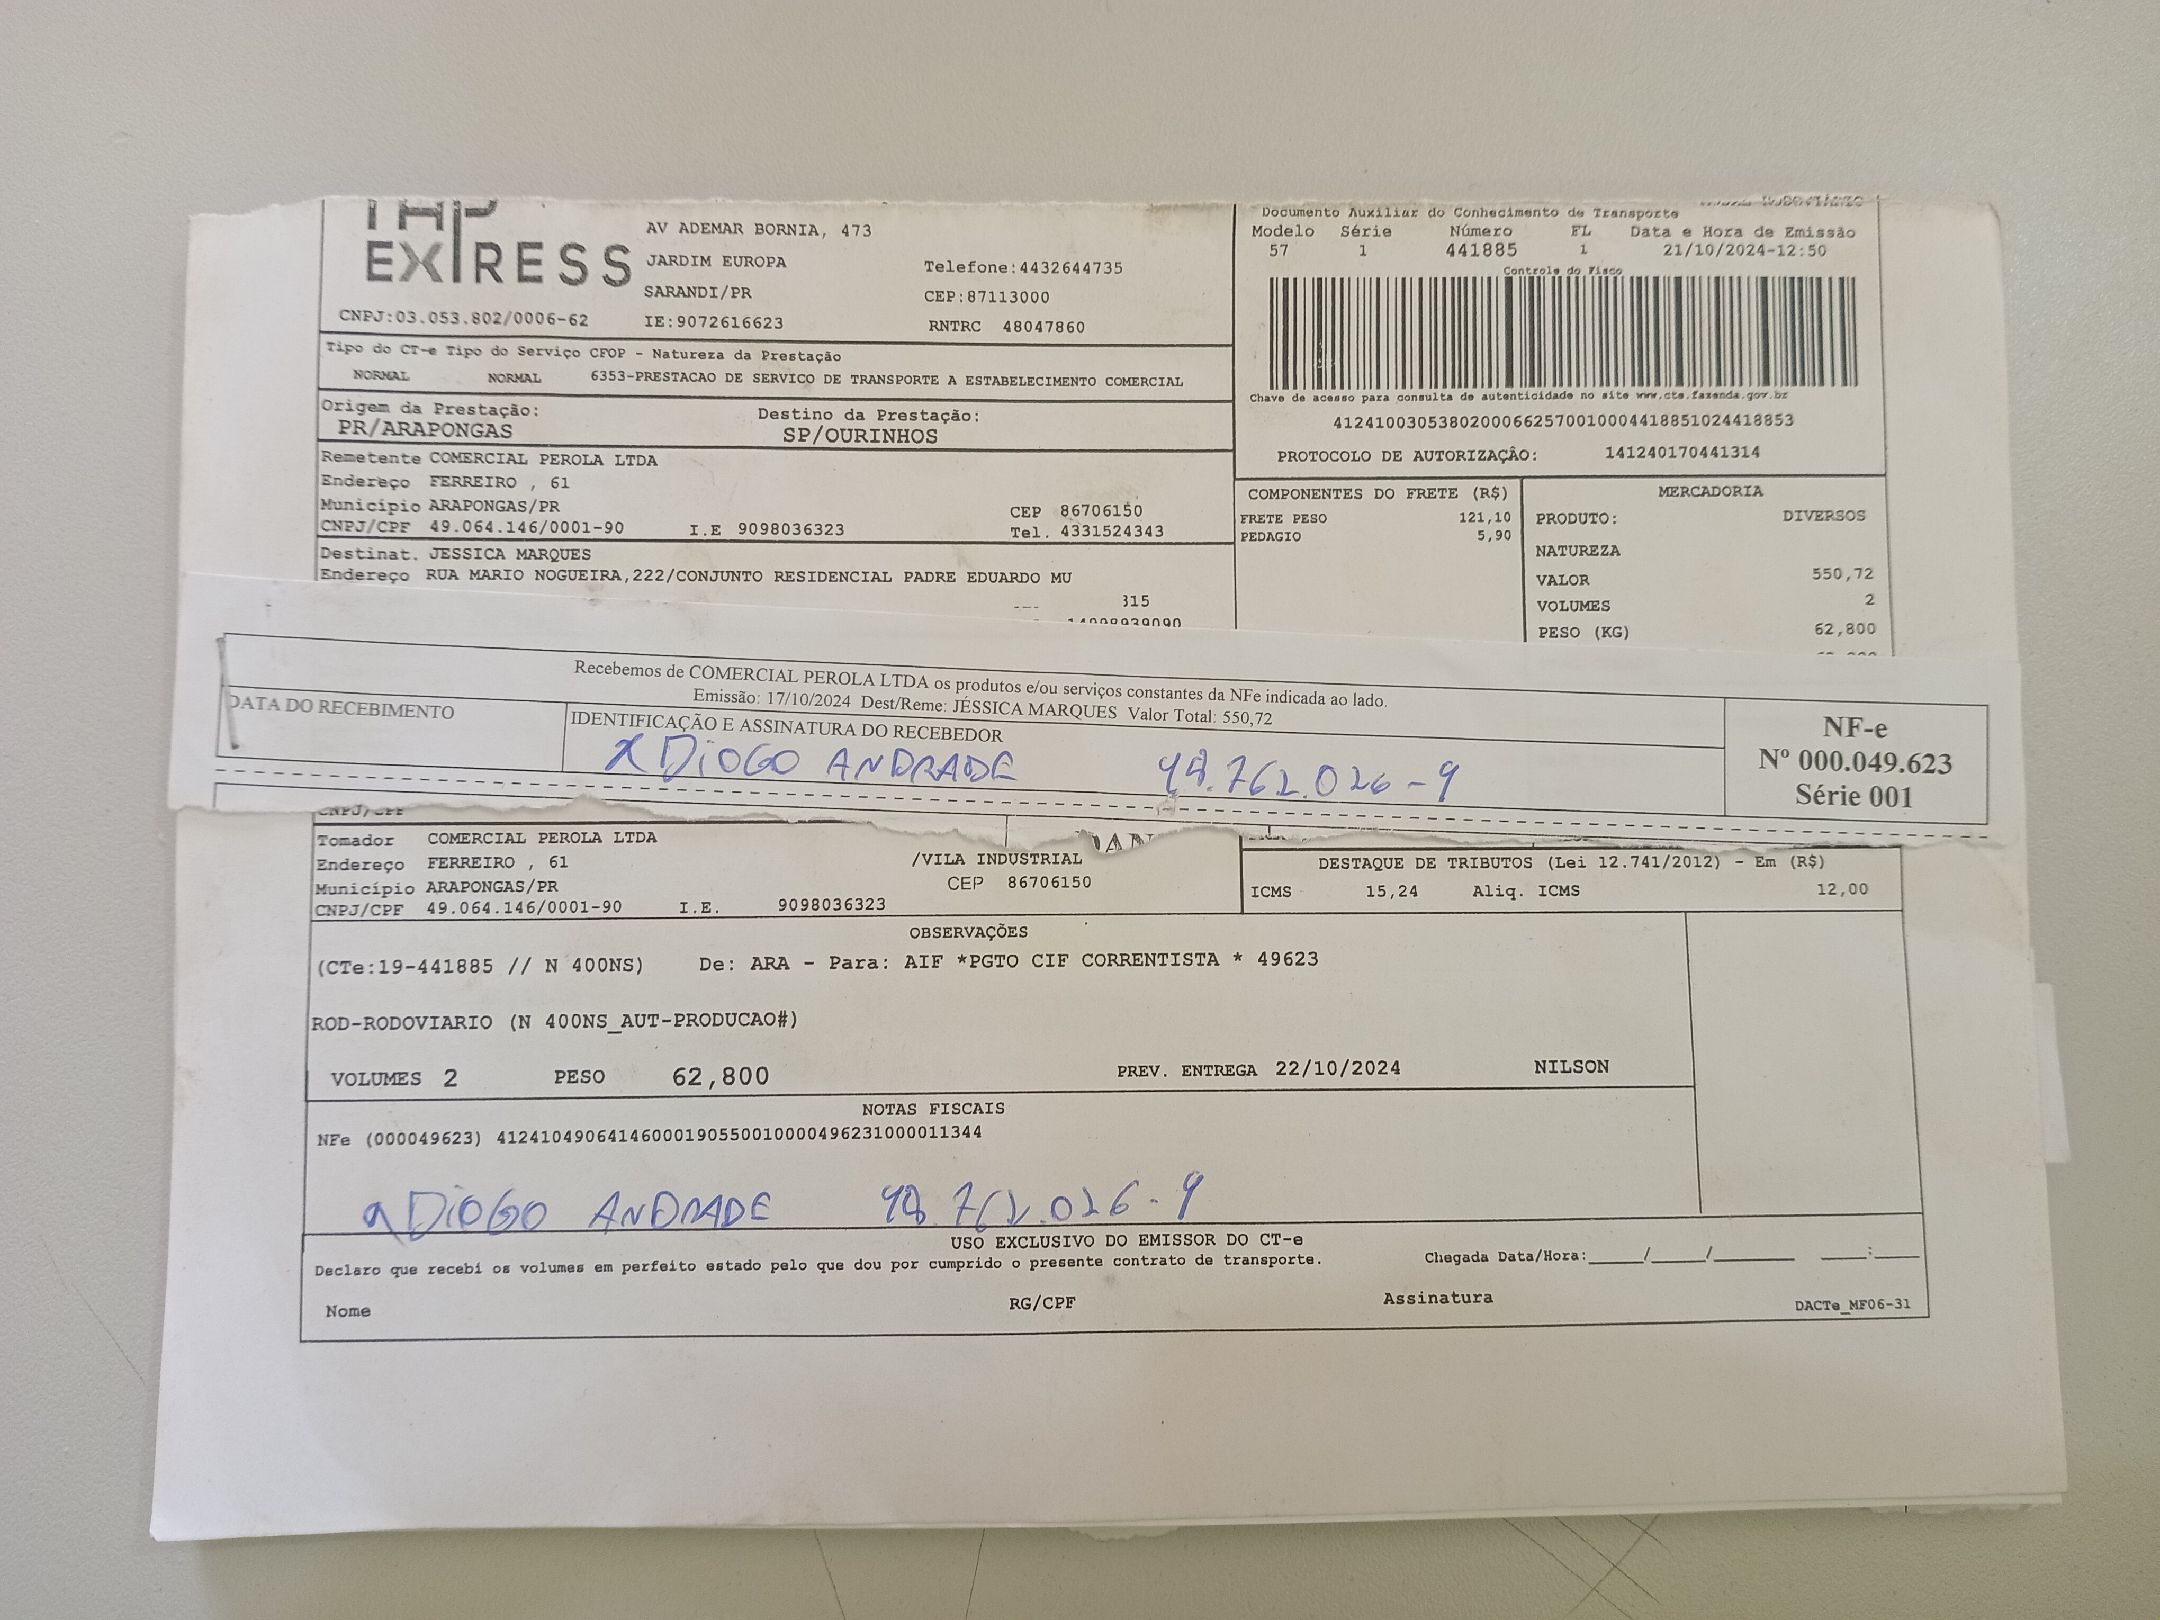 EXPRESS
AV ADEMAR BORNIA, 473
JARDIM EUROPA
SARANDI/PR
IE:9072616623
Telefone:4432644735
CEP:87113000
RNTRC 48047860
CNPJ:03.053.802/0006-62
Documento Auxiliar do Conhecimento de Transporte
Modelo Série Número FL Data e Hora de Emissão
57 1 441885 1 21/10/2024-12:50
Controle do Fisco
Chave de acesso para consulta de autenticidade no site www.cte.fazenda.gov.br
41241003053802000662570010004418851024418853
PROTOCOLO DE AUTORIZAÇÃO: 141240170441314
Tipo do CT-e Tipo do Serviço CFOP - Natureza da Prestação
NORMAL NORMAL 6353-PRESTACAO DE SERVICO DE TRANSPORTE A ESTABELECIMENTO COMERCIAL
Origem da Prestação: Destino da Prestação:
PR/ARAPONGAS SP/OURINHOS
Remetente COMERCIAL PEROLA LTDA
Endereço FERREIRO , 61
Município ARAPONGAS/PR CEP 86706150
CNPJ/CPF 49.064.146/0001-90 I.E 9098036323 Tel. 4331524343
Destinat. JESSICA MARQUES
Endereço RUA MARIO NOGUEIRA,222/CONJUNTO RESIDENCIAL PADRE EDUARDO MU
315
COMPONENTES DO FRETE (R$)
FRETE PESO 121,10
PEDAGIO 5,90
MERCADORIA
PRODUTO: DIVERSOS
NATUREZA
VALOR 550,72
VOLUMES 2
PESO (KG) 62,800
Recebemos de COMERCIAL PEROLA LTDA os produtos e/ou serviços constantes da NFe indicada ao lado.
Emissão: 17/10/2024 Dest/Reme: JÉSSICA MARQUES Valor Total: 550,72
DATA DO RECEBIMENTO
IDENTIFICAÇÃO E ASSINATURA DO RECEBEDOR
x DIOGO ANDRADE 48.762.026-9
NF-e
Nº 000.049.623
Série 001
CNPJ/CPF
Tomador COMERCIAL PEROLA LTDA
Endereço FERREIRO , 61 /VILA INDUSTRIAL
Município ARAPONGAS/PR CEP 86706150
CNPJ/CPF 49.064.146/0001-90 I.E. 9098036323
DESTAQUE DE TRIBUTOS (Lei 12.741/2012) - Em (R$)
ICMS 15,24 Aliq. ICMS 12,00
OBSERVAÇÕES
(CTe:19-441885 // N 400NS) De: ARA - Para: AIF *PGTO CIF CORRENTISTA * 49623
ROD-RODOVIARIO (N 400NS_AUT-PRODUCAO#)
VOLUMES 2 PESO 62,800 PREV. ENTREGA 22/10/2024 NILSON
NOTAS FISCAIS
NFe (000049623) 41241049064146000190550010000496231000011344
x DIOGO ANDRADE 48.762.026-9
USO EXCLUSIVO DO EMISSOR DO CT-e
Declaro que recebi os volumes em perfeito estado pelo que dou por cumprido o presente contrato de transporte.
Chegada Data/Hora:____/____/______ ___:___
Nome RG/CPF Assinatura DACTe_MF06-31